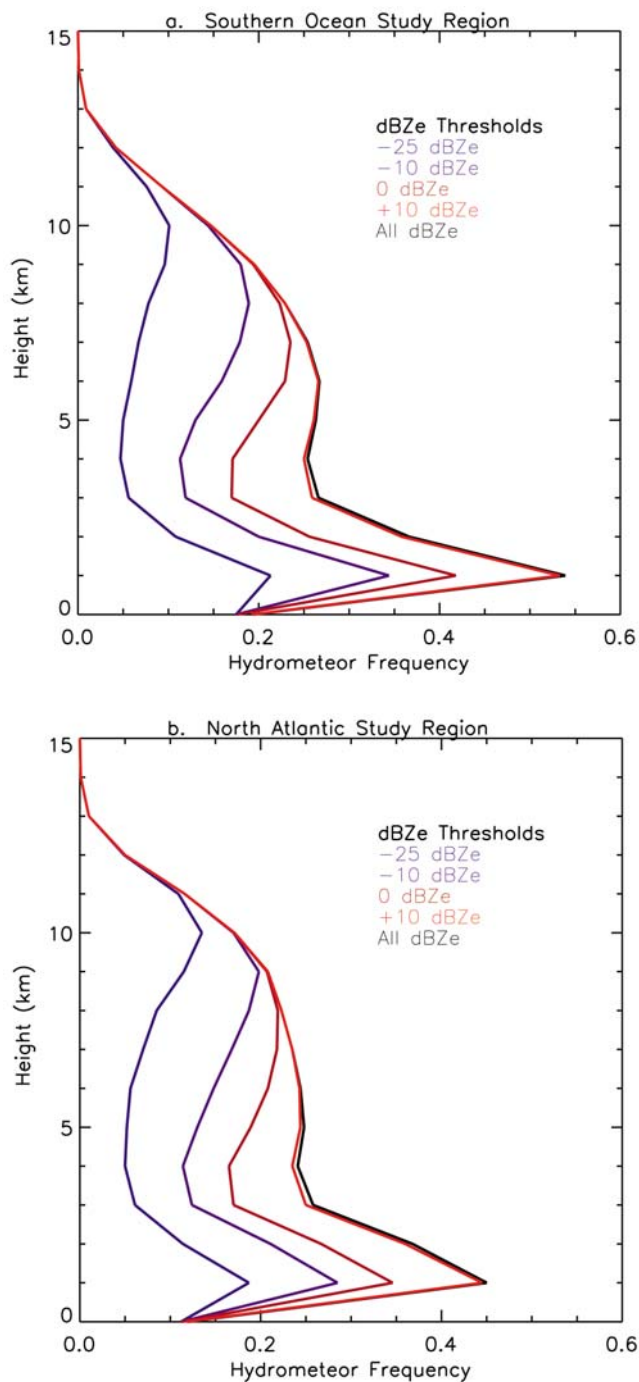 a. Southern Ocean Study Region
15
dBZe Thresholds
−25 dBZe
−10 dBZe
0 dBZe
+10 dBZe
All dBZe
10
Height (km)
5
0
0.0 0.2 0.4 0.6
Hydrometeor Frequency
b. North Atlantic Study Region
15
dBZe Thresholds
−25 dBZe
−10 dBZe
0 dBZe
+10 dBZe
All dBZe
10
Height (km)
5
0
0.0 0.2 0.4 0.6
Hydrometeor Frequency